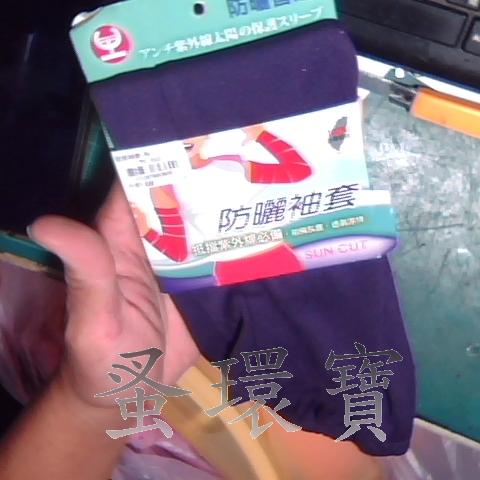 防曬
アンチ紫外線太陽の保護スリーブ
防曬袖套
抵擋紫外線必備
SUN CUT
蚤環寶